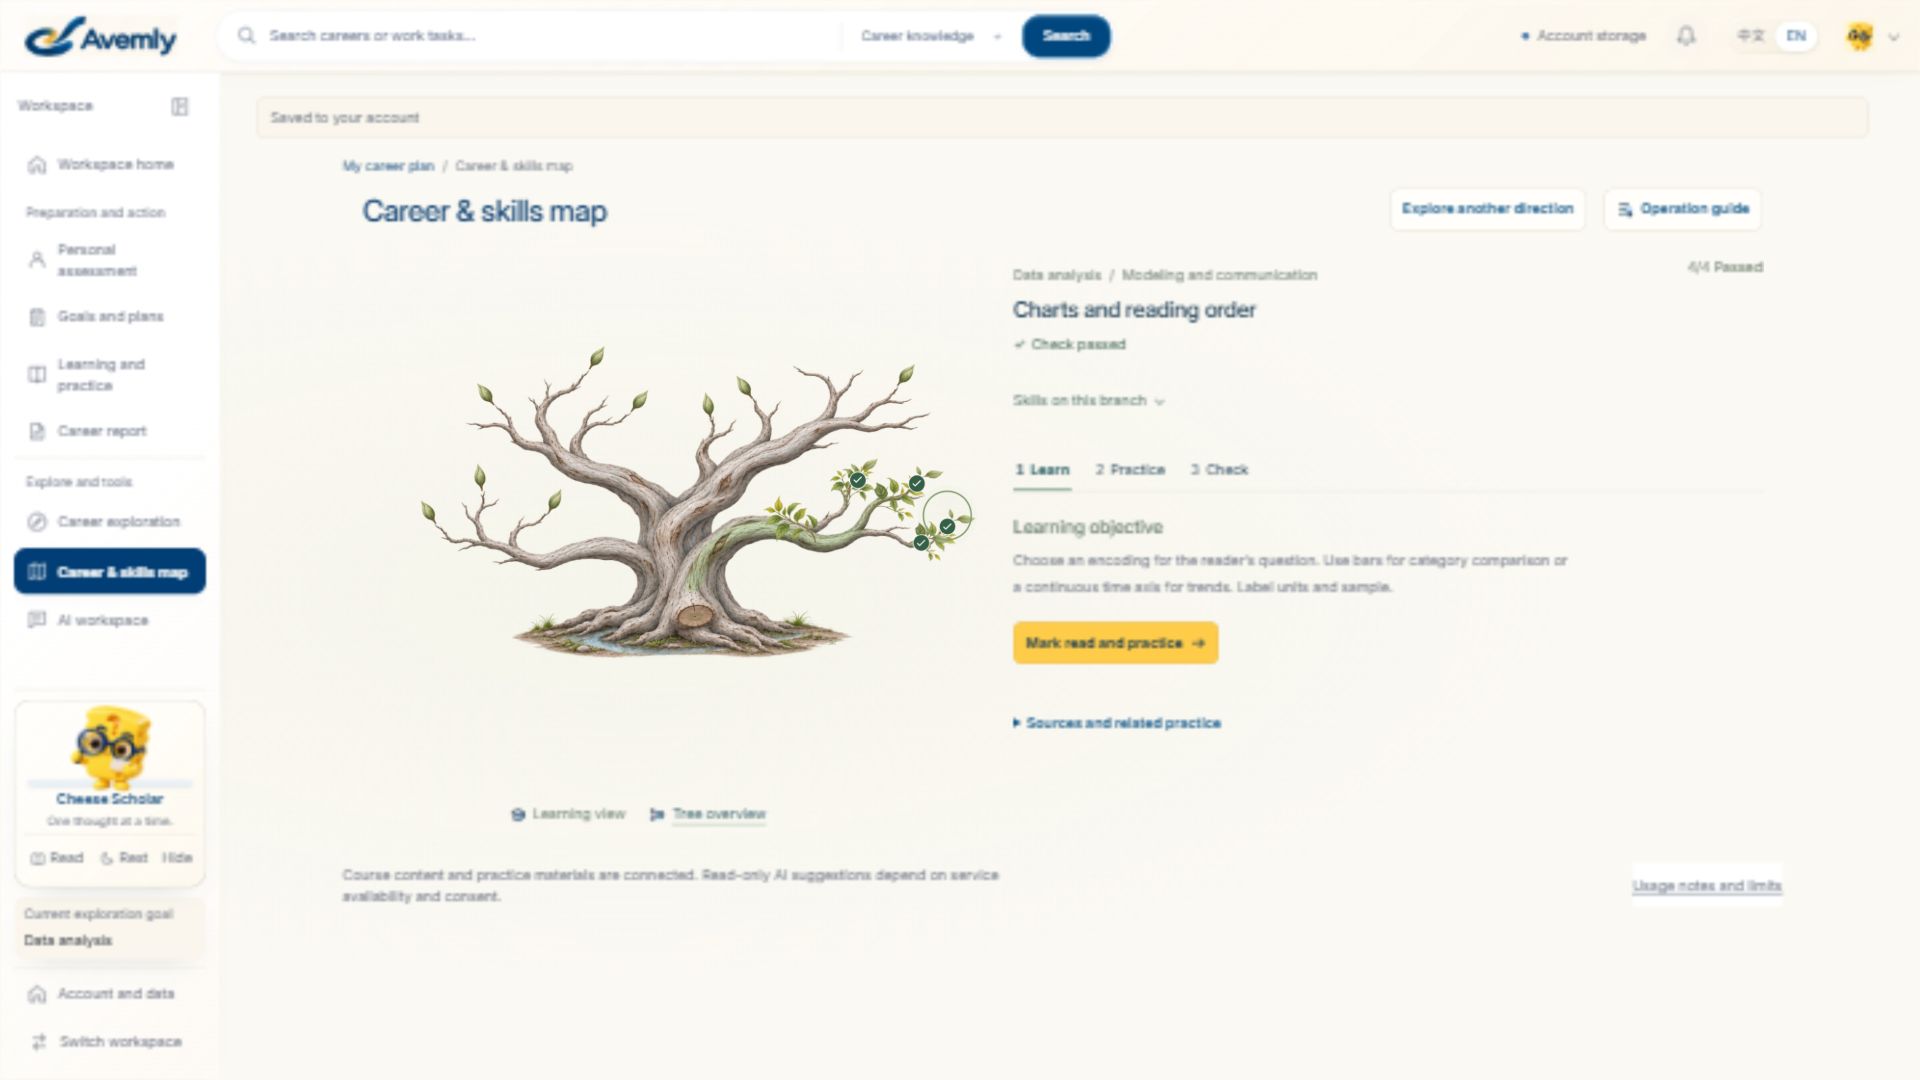 Avemly
Search careers or work tasks...
Career knowledge
Search
Account storage
中文
EN
Workspace
Workspace home
Preparation and action
Personal
assessment
Goals and plans
Learning and
practice
Career report
Explore and tools
Career exploration
Career & skills map
AI workspace
Cheese Scholar
One thought at a time.
Read
Rest
Hide
Current exploration goal
Data analysis
Account and data
Switch workspace
Saved to your account
My career plan / Career & skills map
Career & skills map
Explore another direction
Operation guide
Data analysis / Modeling and communication
4/4 Passed
Charts and reading order
Check passed
Skills on this branch
1 Learn
2 Practice
3 Check
Learning objective
Choose an encoding for the reader's question. Use bars for category comparison or
a continuous time axis for trends. Label units and sample.
Mark read and practice →
Sources and related practice
Learning view
Tree overview
Course content and practice materials are connected. Read-only AI suggestions depend on service
availability and consent.
Usage notes and limits